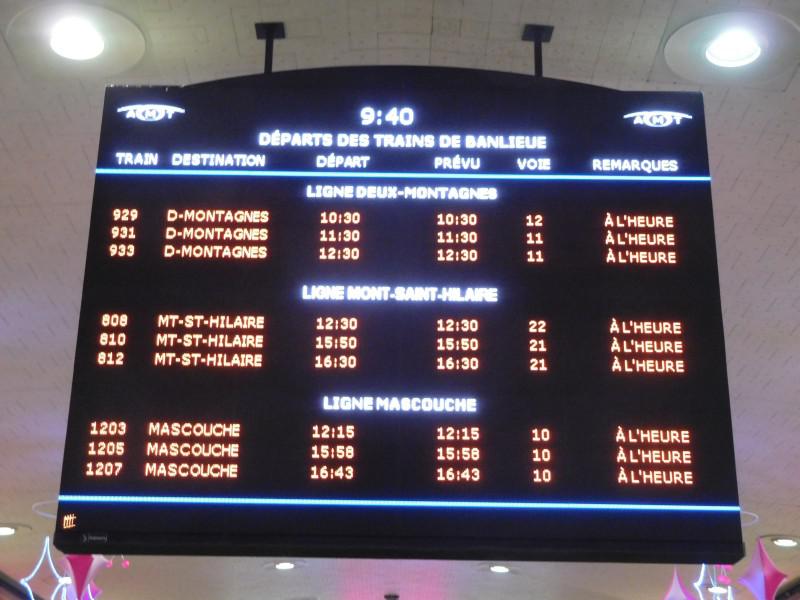 AMT 9:40 AMT
DÉPARTS DES TRAINS DE BANLIEUE
TRAIN DESTINATION DÉPART PRÉVU VOIE REMARQUES
LIGNE DEUX-MONTAGNES
929 D-MONTAGNES 10:30 10:30 12 À L'HEURE
931 D-MONTAGNES 11:30 11:30 11 À L'HEURE
933 D-MONTAGNES 12:30 12:30 11 À L'HEURE
LIGNE MONT-SAINT-HILAIRE
808 MT-ST-HILAIRE 12:30 12:30 22 À L'HEURE
810 MT-ST-HILAIRE 15:50 15:50 21 À L'HEURE
812 MT-ST-HILAIRE 16:30 16:30 21 À L'HEURE
LIGNE MASCOUCHE
1203 MASCOUCHE 12:15 12:15 10 À L'HEURE
1205 MASCOUCHE 15:58 15:58 10 À L'HEURE
1207 MASCOUCHE 16:43 16:43 10 À L'HEURE